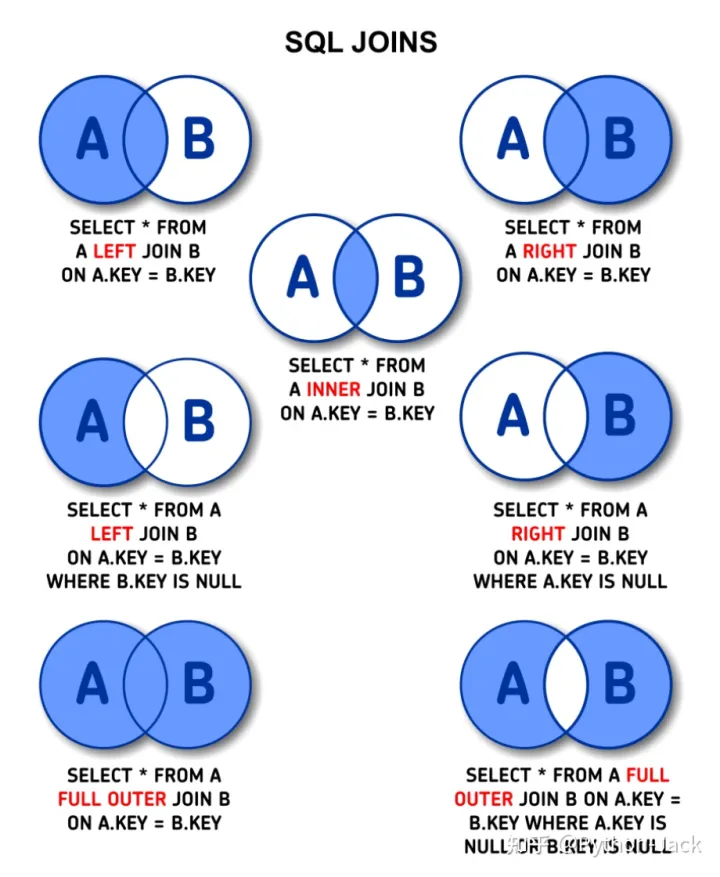 SQL JOINS
A B
SELECT * FROM
A LEFT JOIN B
ON A.KEY = B.KEY
A B
SELECT * FROM
A RIGHT JOIN B
ON A.KEY = B.KEY
A B
SELECT * FROM
A INNER JOIN B
ON A.KEY = B.KEY
A B
SELECT * FROM A
LEFT JOIN B
ON A.KEY = B.KEY
WHERE B.KEY IS NULL
A B
SELECT * FROM A
RIGHT JOIN B
ON A.KEY = B.KEY
WHERE A.KEY IS NULL
A B
SELECT * FROM A
FULL OUTER JOIN B
ON A.KEY = B.KEY
A B
SELECT * FROM A FULL
OUTER JOIN B ON A.KEY =
B.KEY WHERE A.KEY IS
NULL OR B.KEY IS NULL
知乎 @Python-Jack